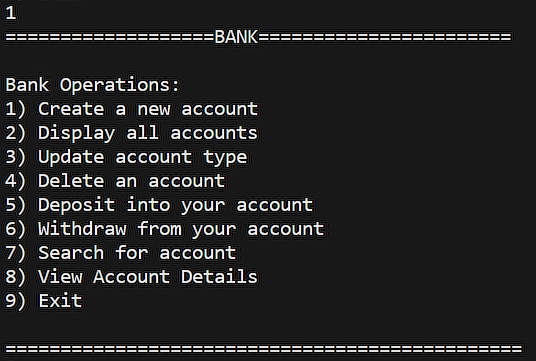 1
===================BANK=======================
Bank Operations:
1) Create a new account
2) Display all accounts
3) Update account type
4) Delete an account
5) Deposit into your account
6) Withdraw from your account
7) Search for account
8) View Account Details
9) Exit
===============================================